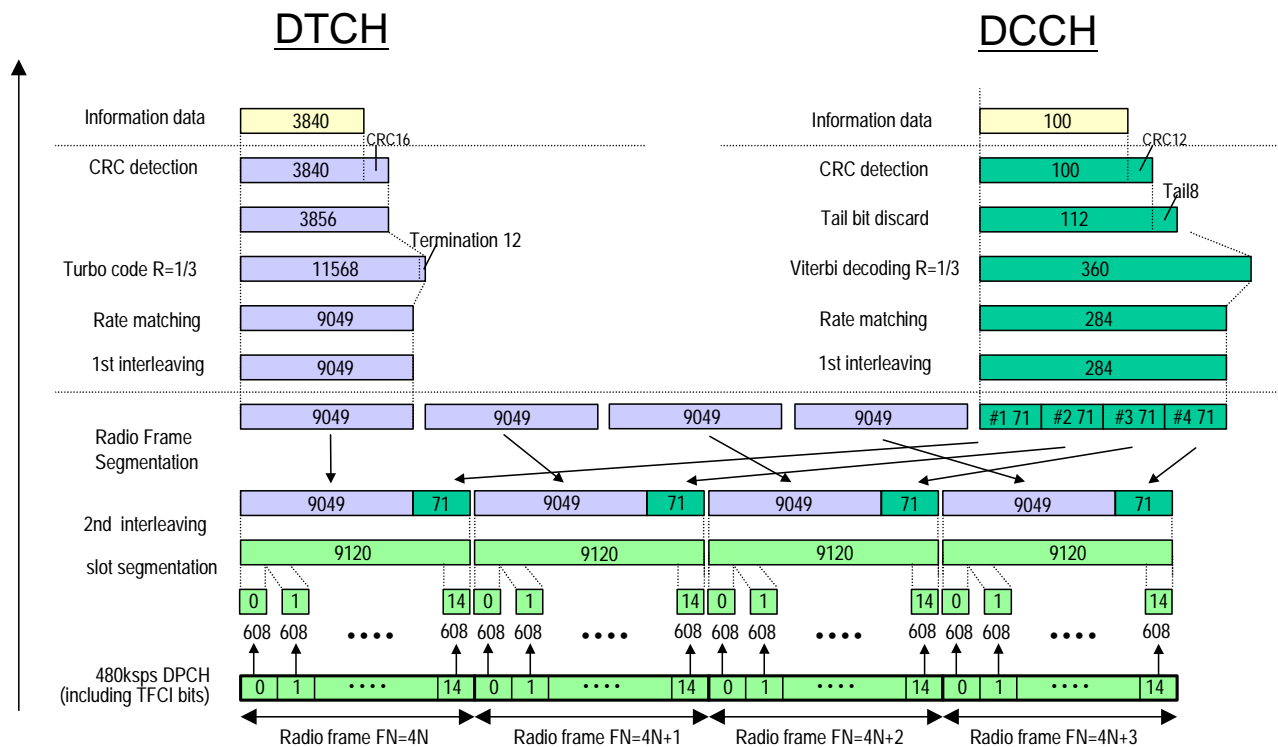 DTCH DCCH
Information data 3840 Information data 100
CRC16 CRC12
CRC detection 3840 CRC detection 100
Tail8
3856 Tail bit discard 112
Termination 12
Turbo code R=1/3 11568 Viterbi decoding R=1/3 360
Rate matching 9049 Rate matching 284
1st interleaving 9049 1st interleaving 284
9049 9049 9049 9049 #1 71 #2 71 #3 71 #4 71
Radio Frame
Segmentation
9049 71 9049 71 9049 71 9049 71
2nd interleaving
9120 9120 9120 9120
slot segmentation
0 1 14 0 1 14 0 1 14 0 1 14
608 608 •••• 608 608 608 •••• 608 608 608 •••• 608 608 608 •••• 608
480ksps DPCH
(including TFCI bits)
0 1 •••• 14 0 1 •••• 14 0 1 •••• 14 0 1 •••• 14
Radio frame FN=4N Radio frame FN=4N+1 Radio frame FN=4N+2 Radio frame FN=4N+3